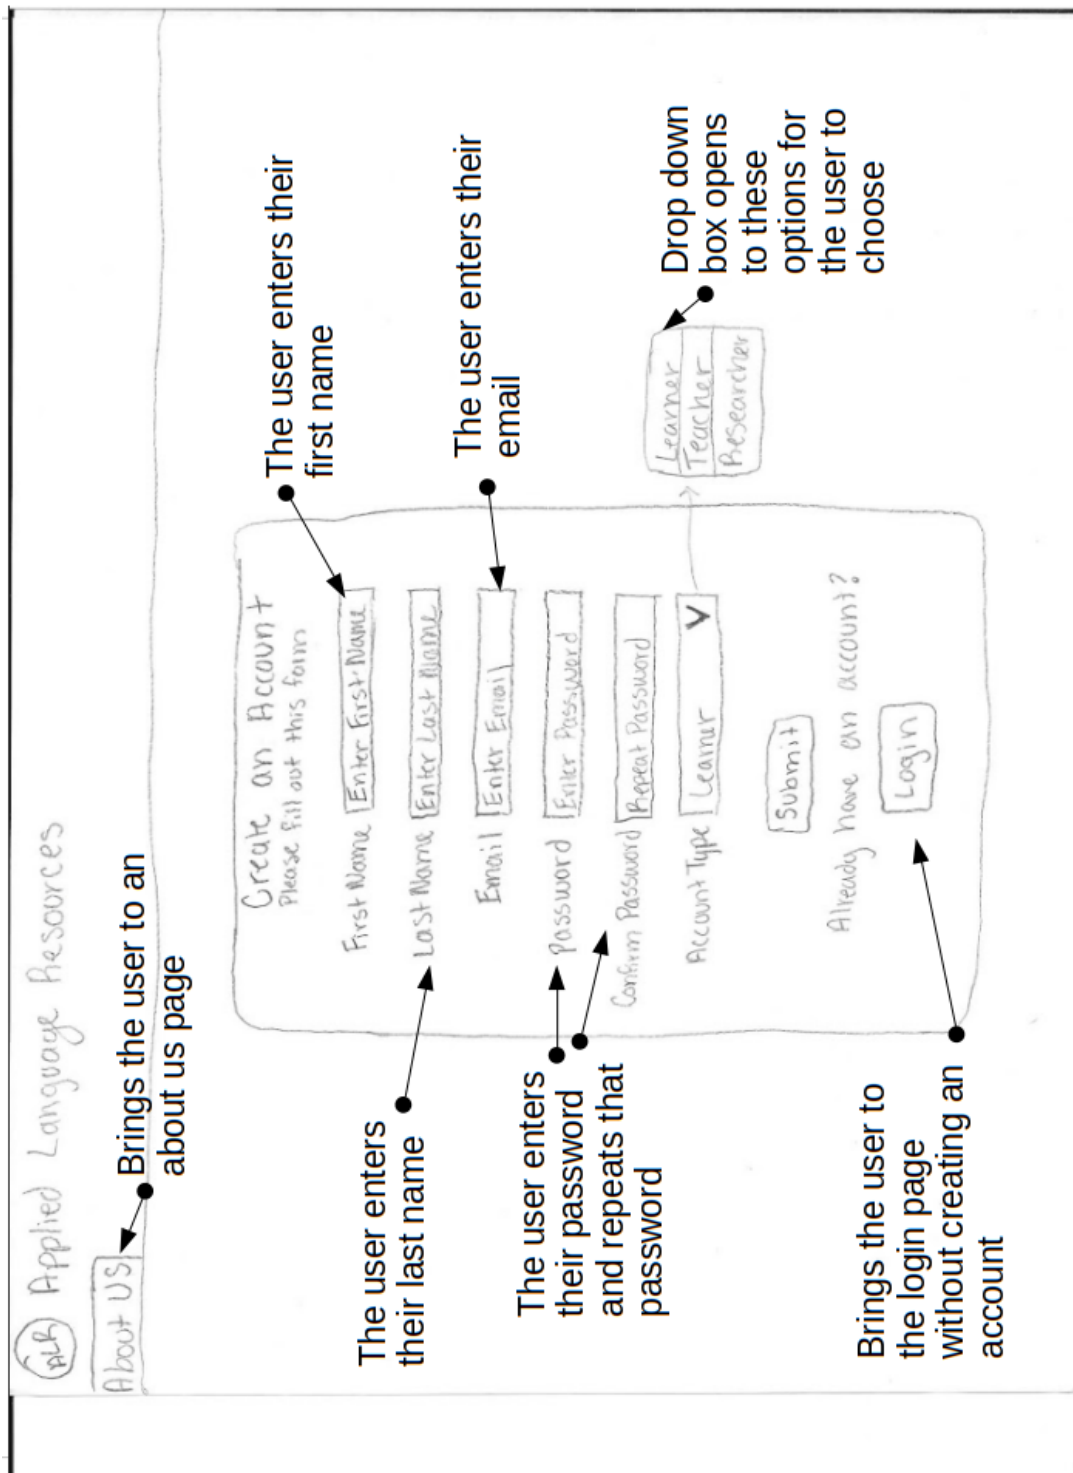 ALR Applied Language Resources
About US
Brings the user to an
about us page
Create an Account
Please fill out this form
The user enters their
first name
First Name Enter First Name
The user enters
their last name
Last Name Enter Last Name
The user enters their
email
Email Enter Email
The user enters
their password
and repeats that
password
Password Enter Password
Confirm Password Repeat Password
Account Type Learner
Learner
Teacher
Researcher
Drop down
box opens
to these
options for
the user to
choose
Submit
Already have an account?
Login
Brings the user to
the login page
without creating an
account